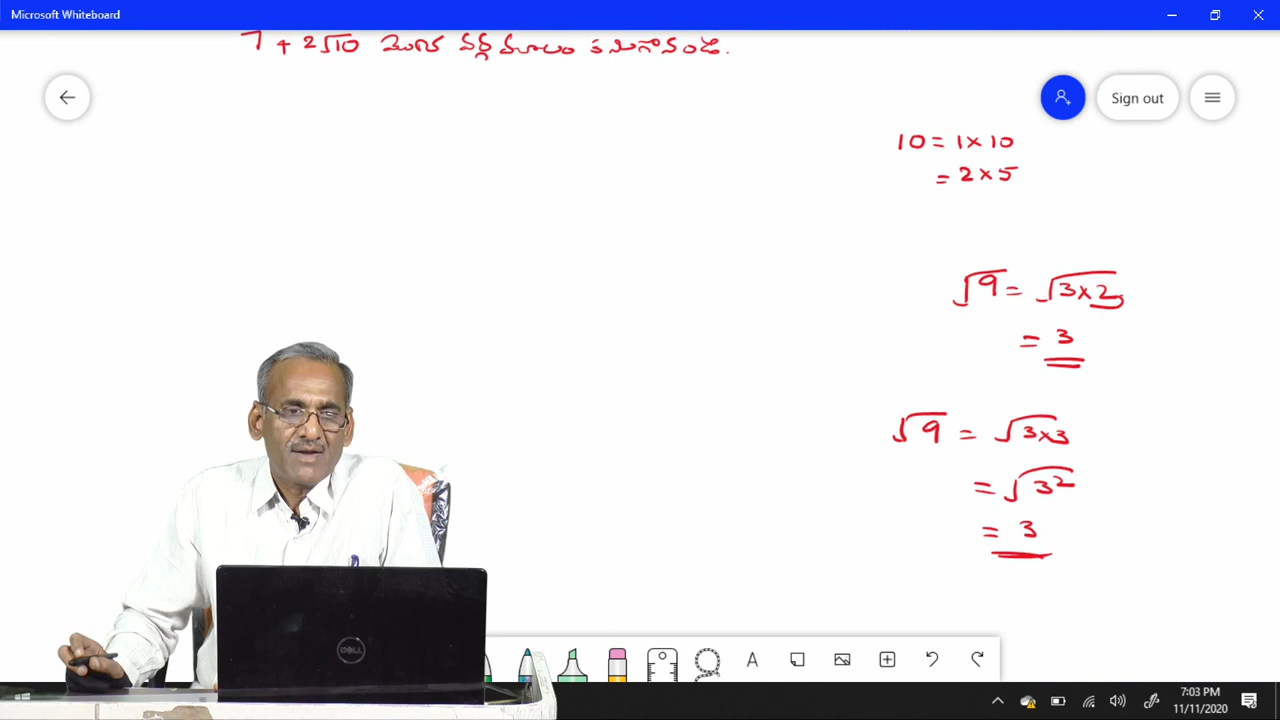 Microsoft Whiteboard
7 + 2√10 యొక్క వర్గమూలం కనుగొనండి.
Sign out
10 = 1 × 10
= 2 × 5
√9 = √3×2
= 3
√9 = √3×3
= √3²
= 3
DELL
A
7:03 PM
11/11/2020